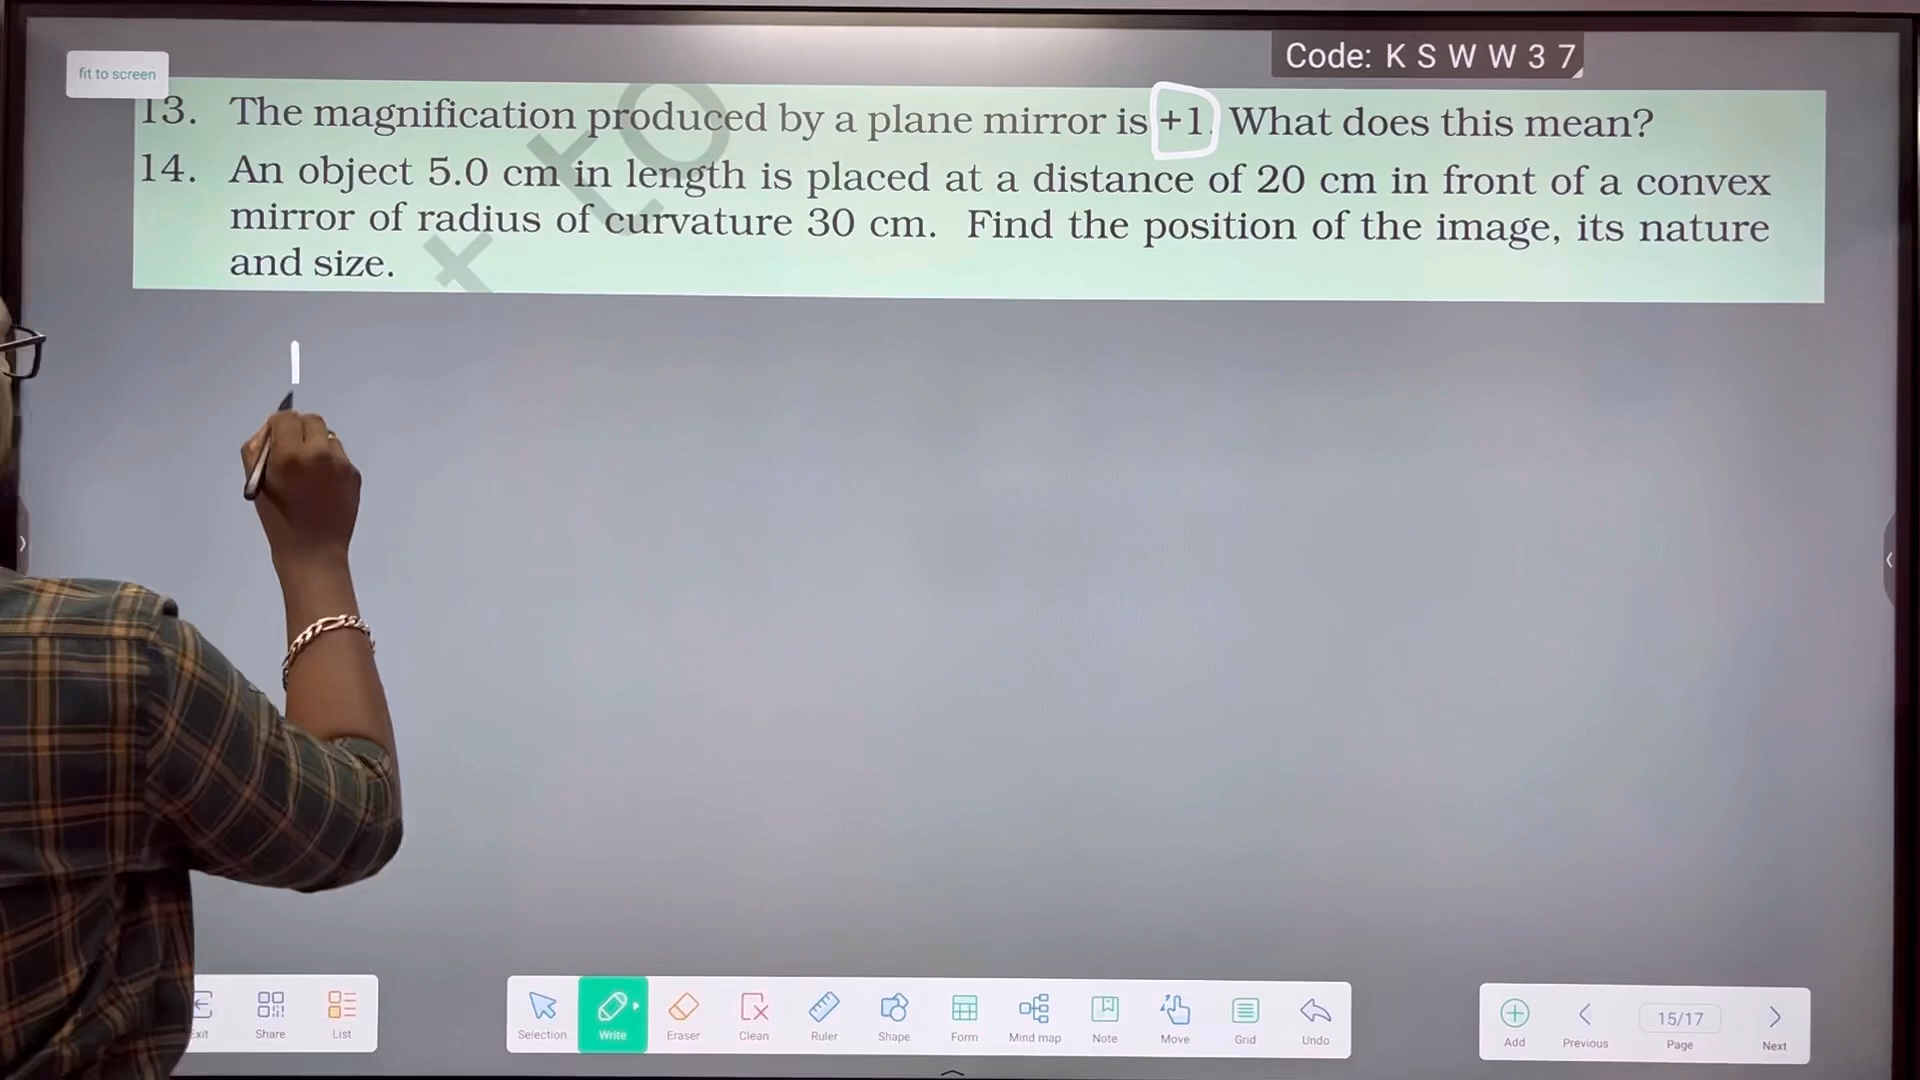 Code: K S W W 3 7
fit to screen
13. The magnification produced by a plane mirror is +1. What does this mean?
14. An object 5.0 cm in length is placed at a distance of 20 cm in front of a convex
mirror of radius of curvature 30 cm. Find the position of the image, its nature
and size.
to
Share
List
Selection
Write
Eraser
Clean
Ruler
Shape
Form
Mind map
Note
Move
Grid
Undo
Add
Previous
15/17
Page
Next